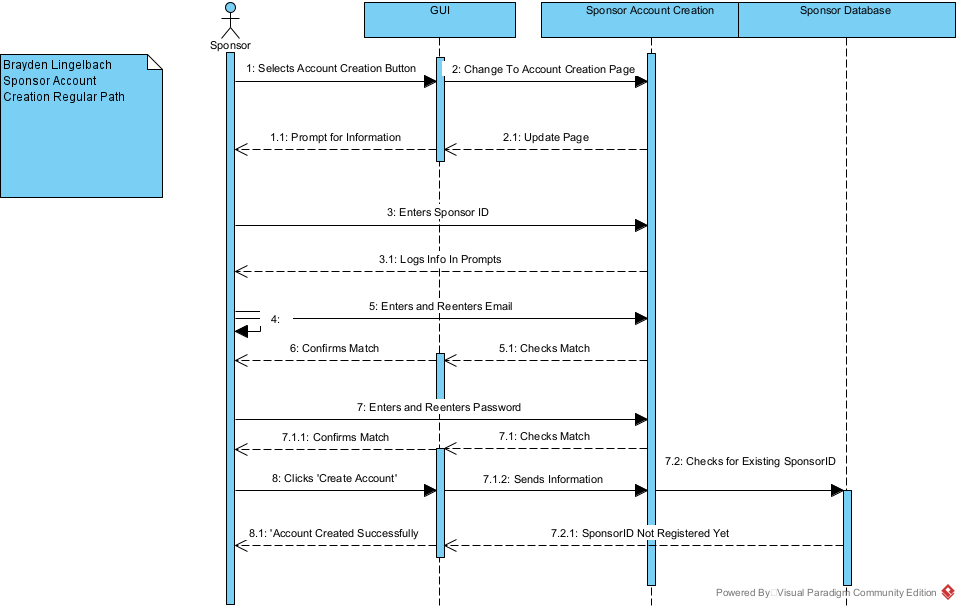 GUI
Sponsor Account Creation
Sponsor Database
Sponsor
Brayden Lingelbach
Sponsor Account
Creation Regular Path
1: Selects Account Creation Button
2: Change To Account Creation Page
1.1: Prompt for Information
2.1: Update Page
3: Enters Sponsor ID
3.1: Logs Info In Prompts
4:
5: Enters and Reenters Email
6: Confirms Match
5.1: Checks Match
7: Enters and Reenters Password
7.1.1: Confirms Match
7.1: Checks Match
7.2: Checks for Existing SponsorID
8: Clicks 'Create Account'
7.1.2: Sends Information
8.1: 'Account Created Successfully
7.2.1: SponsorID Not Registered Yet
Powered By Visual Paradigm Community Edition